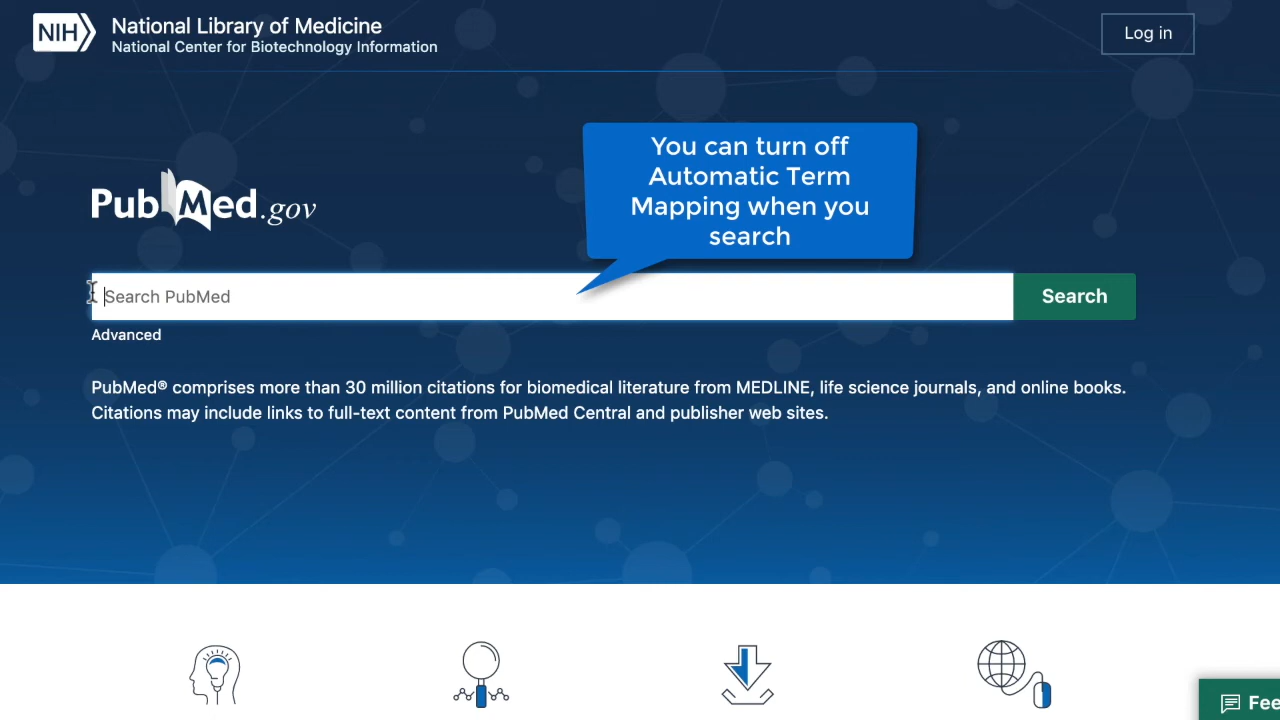 NIH
National Library of Medicine
National Center for Biotechnology Information
Log in
You can turn off
Automatic Term
Mapping when you
search
PubMed.gov
Search PubMed
Search
Advanced
PubMed® comprises more than 30 million citations for biomedical literature from MEDLINE, life science journals, and online books.
Citations may include links to full-text content from PubMed Central and publisher web sites.
Fee